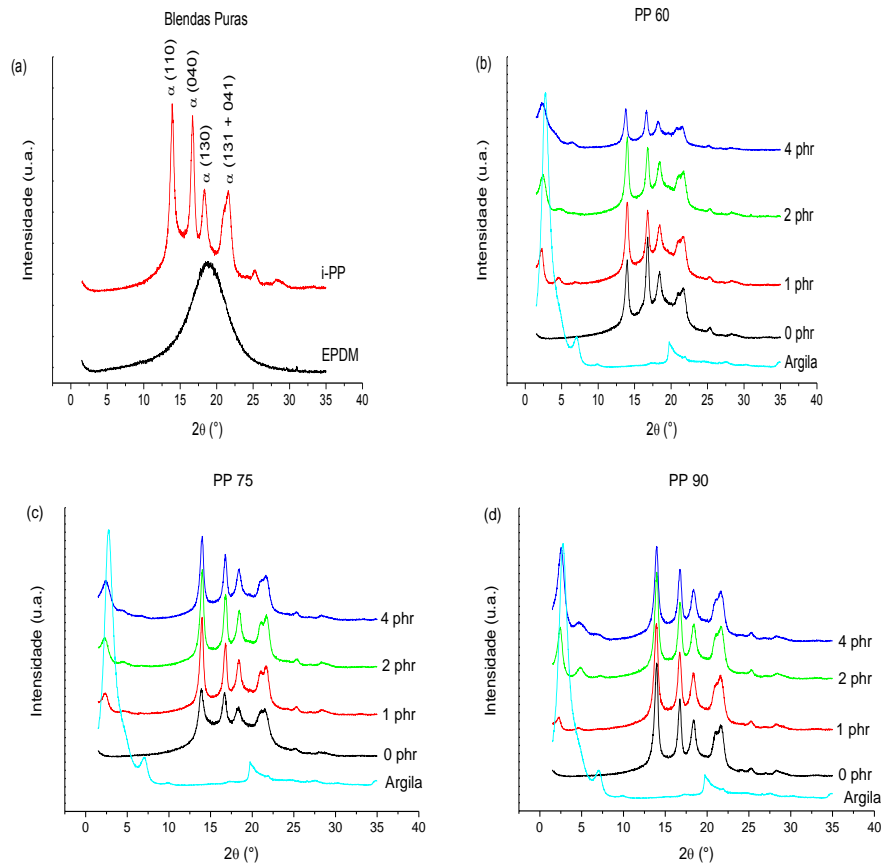 Blendas Puras
(a)
α (110)
α (040)
α (130)
α (131 + 041)
i-PP
EPDM
Intensidade (u.a.)
0 5 10 15 20 25 30 35 40
2θ (°)
PP 60
(b)
4 phr
2 phr
1 phr
0 phr
Argila
Intensidade (u.a.)
0 5 10 15 20 25 30 35 40
2θ (°)
PP 75
(c)
4 phr
2 phr
1 phr
0 phr
Argila
Intensidade (u.a.)
0 5 10 15 20 25 30 35 40
2θ (°)
PP 90
(d)
4 phr
2 phr
1 phr
0 phr
Argila
Intensidade (u.a.)
0 5 10 15 20 25 30 35 40
2θ (°)